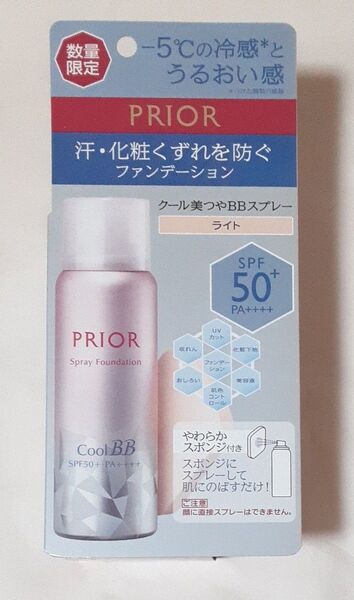 数量
限定
−5℃の冷感*と
うるおい感
PRIOR
汗・化粧くずれを防ぐ
ファンデーション
クール美つやBBスプレー
ライト
SPF
50+
PA++++
UV
カット
収れん
化粧下地
ファンデー
ション
おしろい
美容液
肌色
コント
ロール
PRIOR
Spray Foundation
Cool BB
SPF50+・PA++++
やわらか
スポンジ付き
スポンジに
スプレーして
肌にのばすだけ!
ご注意
顔に直接スプレーはできません。